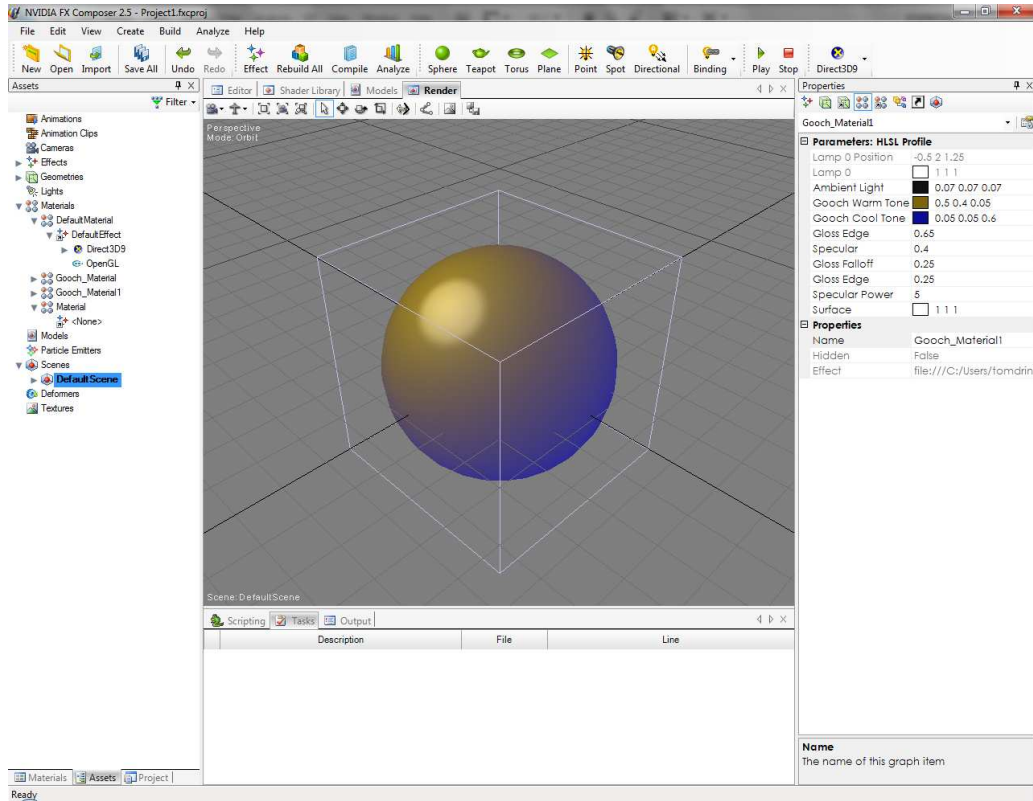 NVIDIA FX Composer 2.5 - Project1.fxcproj
File Edit View Create Build Analyze Help
New Open Import Save All Undo Redo Effect Rebuild All Compile Analyze Sphere Teapot Torus Plane Point Spot Directional Binding Play Stop Direct3D9
Assets
Filter
Animations
Animation Clips
Cameras
Effects
Geometries
Lights
Materials
DefaultMaterial
DefaultEffect
Direct3D9
OpenGL
Gooch_Material
Gooch_Material1
Material
<None>
Models
Particle Emitters
Scenes
DefaultScene
Deformers
Textures
Materials Assets Project
Ready
Editor Shader Library Models Render
Perspective
Mode: Orbit
Scene: DefaultScene
Scripting Tasks Output
Description File Line
Properties
Gooch_Material1
Parameters: HLSL Profile
Lamp 0 Position -0.5 2 1.25
Lamp 0 1 1 1
Ambient Light 0.07 0.07 0.07
Gooch Warm Tone 0.5 0.4 0.05
Gooch Cool Tone 0.05 0.05 0.6
Gloss Edge 0.65
Specular 0.4
Gloss Falloff 0.25
Gloss Edge 0.25
Specular Power 5
Surface 1 1 1
Properties
Name Gooch_Material1
Hidden False
Effect file:///C:/Users/tomdrin
Name
The name of this graph item